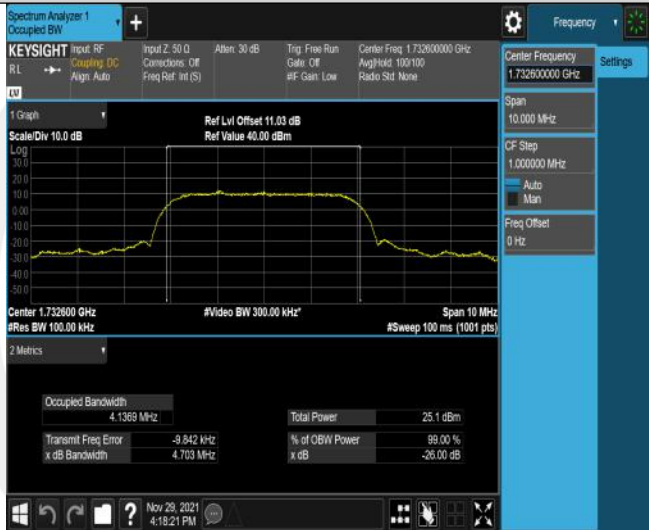 Spectrum Analyzer 1
Occupied BW
Frequency
KEYSIGHT
RL
Input: RF
Coupling: DC
Align: Auto
Input Z: 50 Ω
Corrections: Off
Freq Ref: Int (S)
Atten: 30 dB
Trig: Free Run
Gate: Off
#IF Gain: Low
Center Freq: 1.732600000 GHz
Avg|Hold: 100/100
Radio Std: None
LV
Center Frequency
1.732600000 GHz
Settings
Span
10.000 MHz
CF Step
1.000000 MHz
Auto
Man
Freq Offset
0 Hz
1 Graph
Scale/Div 10.0 dB
Ref Lvl Offset 11.03 dB
Ref Value 40.00 dBm
Log
30.0
20.0
10.0
0.00
-10.0
-20.0
-30.0
-40.0
-50.0
Center 1.732600 GHz
#Video BW 300.00 kHz*
Span 10 MHz
#Res BW 100.00 kHz
#Sweep 100 ms (1001 pts)
2 Metrics
Occupied Bandwidth
4.1369 MHz
Total Power 25.1 dBm
Transmit Freq Error -9.842 kHz
% of OBW Power 99.00 %
x dB Bandwidth 4.703 MHz
x dB -26.00 dB
?
Nov 29, 2021
4:18:21 PM